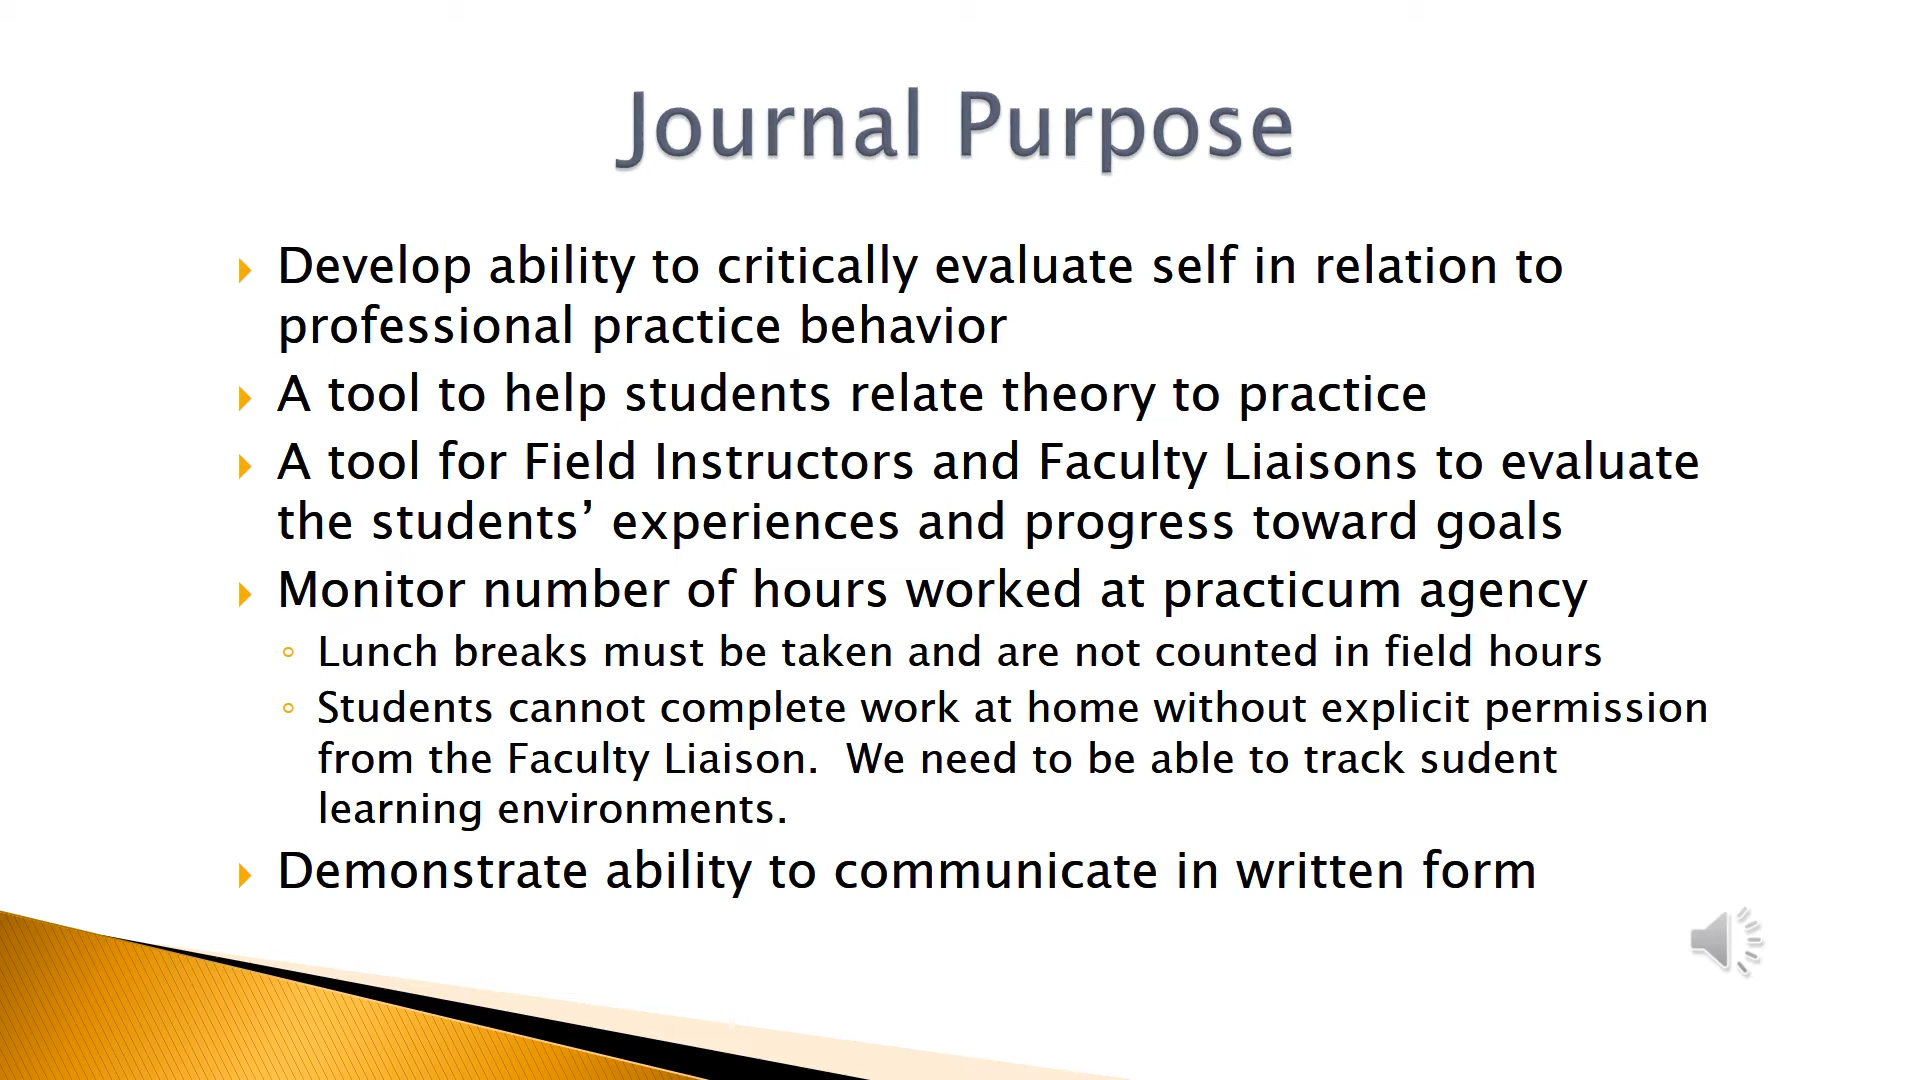 Journal Purpose
Develop ability to critically evaluate self in relation to
professional practice behavior
A tool to help students relate theory to practice
A tool for Field Instructors and Faculty Liaisons to evaluate
the students’ experiences and progress toward goals
Monitor number of hours worked at practicum agency
Lunch breaks must be taken and are not counted in field hours
Students cannot complete work at home without explicit permission
from the Faculty Liaison.  We need to be able to track sudent
learning environments.
Demonstrate ability to communicate in written form